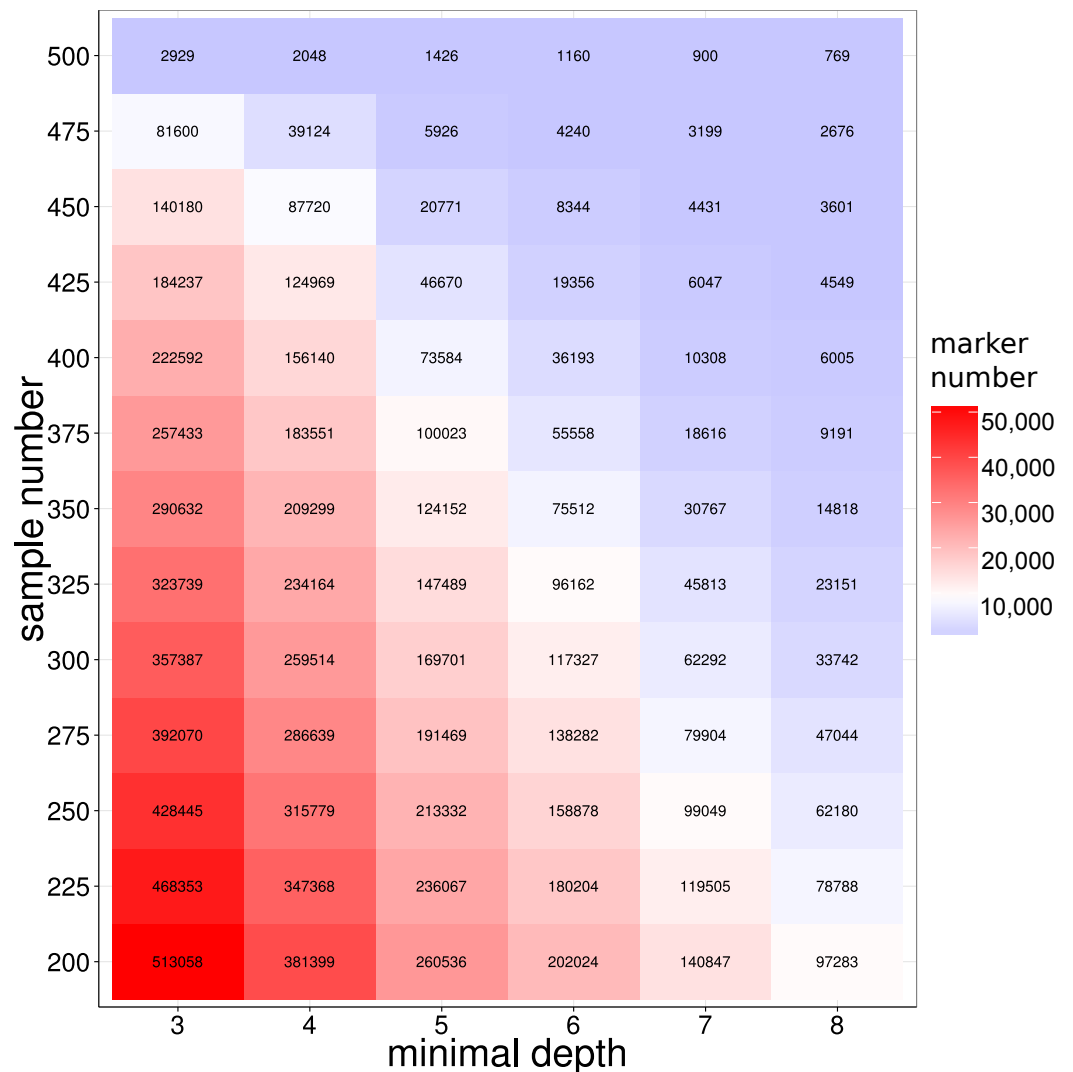 500 2929 2048 1426 1160 900 769
475 81600 39124 5926 4240 3199 2676
450 140180 87720 20771 8344 4431 3601
425 184237 124969 46670 19356 6047 4549
400 222592 156140 73584 36193 10308 6005
375 257433 183551 100023 55558 18616 9191
350 290632 209299 124152 75512 30767 14818
325 323739 234164 147489 96162 45813 23151
300 357387 259514 169701 117327 62292 33742
275 392070 286639 191469 138282 79904 47044
250 428445 315779 213332 158878 99049 62180
225 468353 347368 236067 180204 119505 78788
200 513058 381399 260536 202024 140847 97283
3 4 5 6 7 8
minimal depth
sample number
marker
number
50,000
40,000
30,000
20,000
10,000